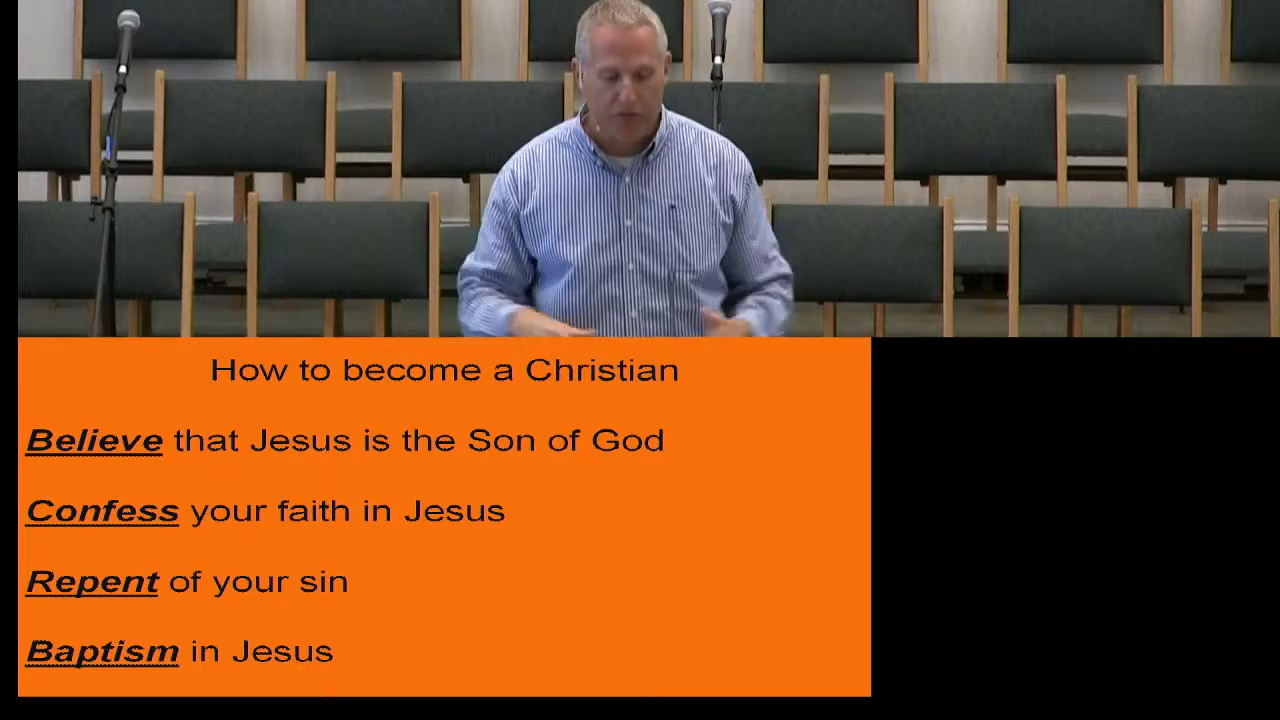 How to become a Christian
Believe that Jesus is the Son of God
Confess your faith in Jesus
Repent of your sin
Baptism in Jesus